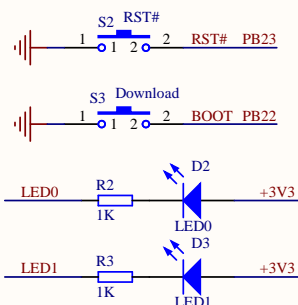 S2 RST#
1 1 2 2 RST# PB23
S3 Download
1 1 2 2 BOOT PB22
D2
LED0 R2 +3V3
1K LED0
D3
LED1 R3 +3V3
1K LED1